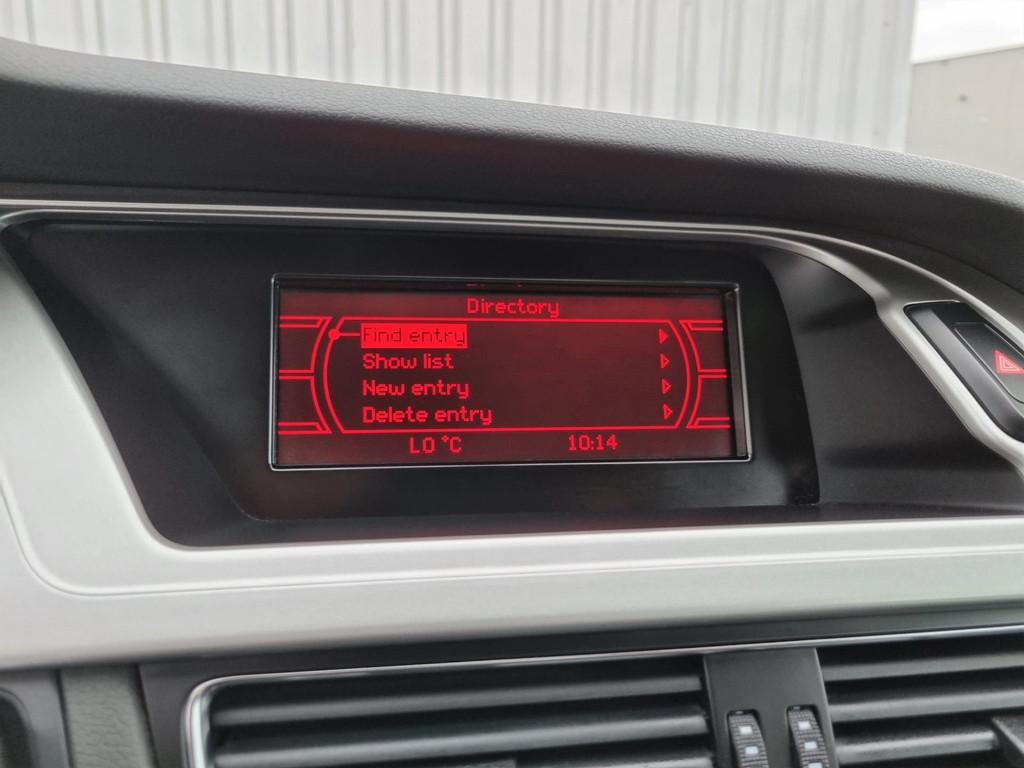 Directory
Find entry
Show list
New entry
Delete entry
LO °C 10:14